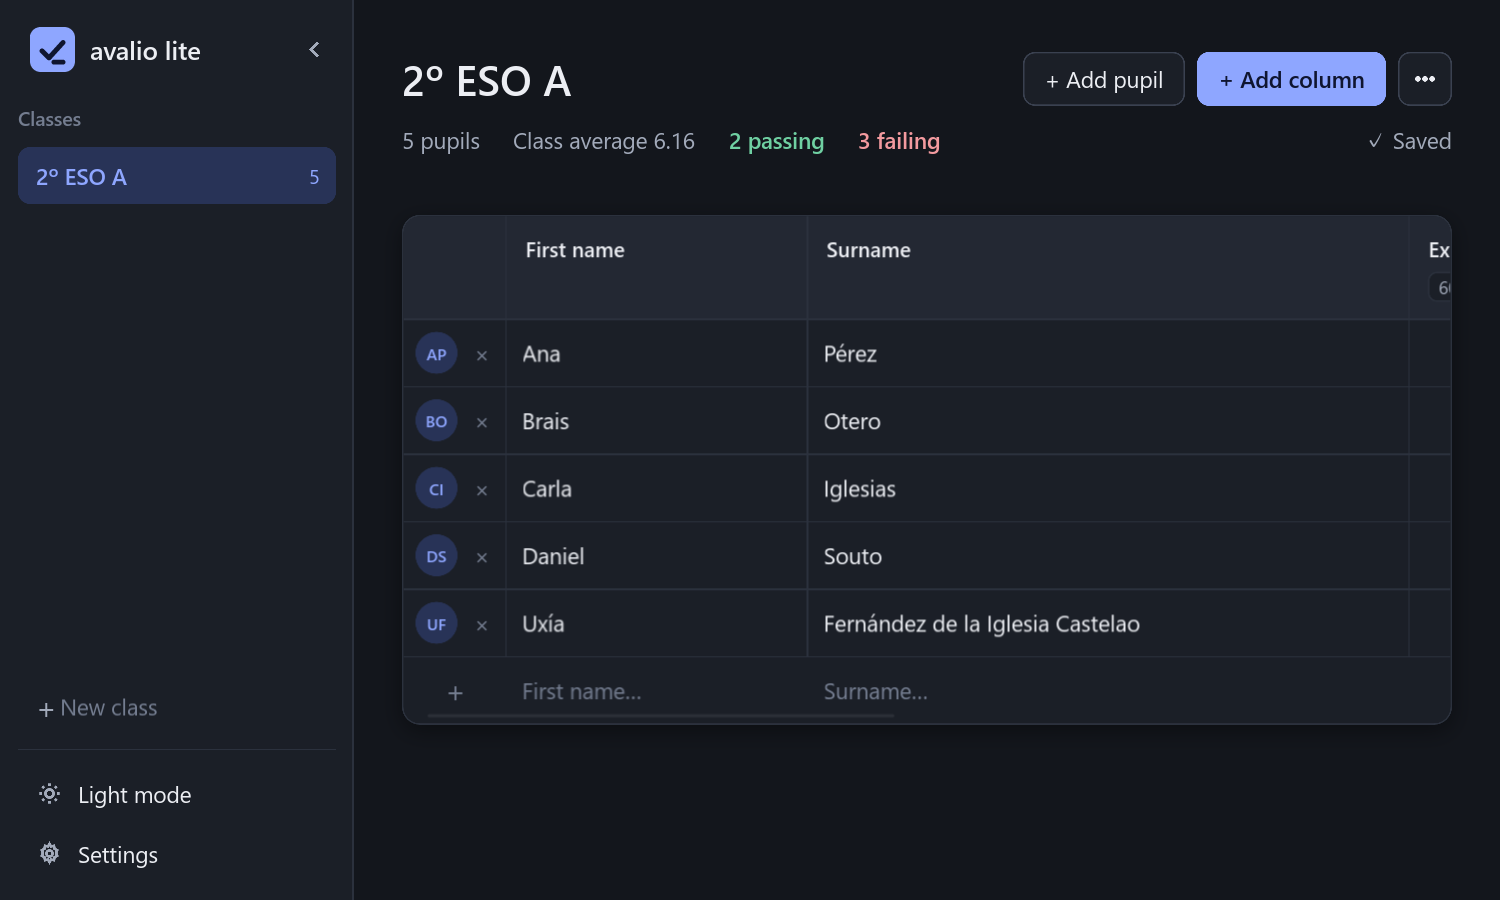 avalio lite
Classes
2º ESO A 5
+ New class
Light mode
Settings
2º ESO A
+ Add pupil
+ Add column
5 pupils Class average 6.16 2 passing 3 failing
✓ Saved
First name Surname Ex
AP × Ana Pérez
BO × Brais Otero
CI × Carla Iglesias
DS × Daniel Souto
UF × Uxía Fernández de la Iglesia Castelao
+ First name... Surname...